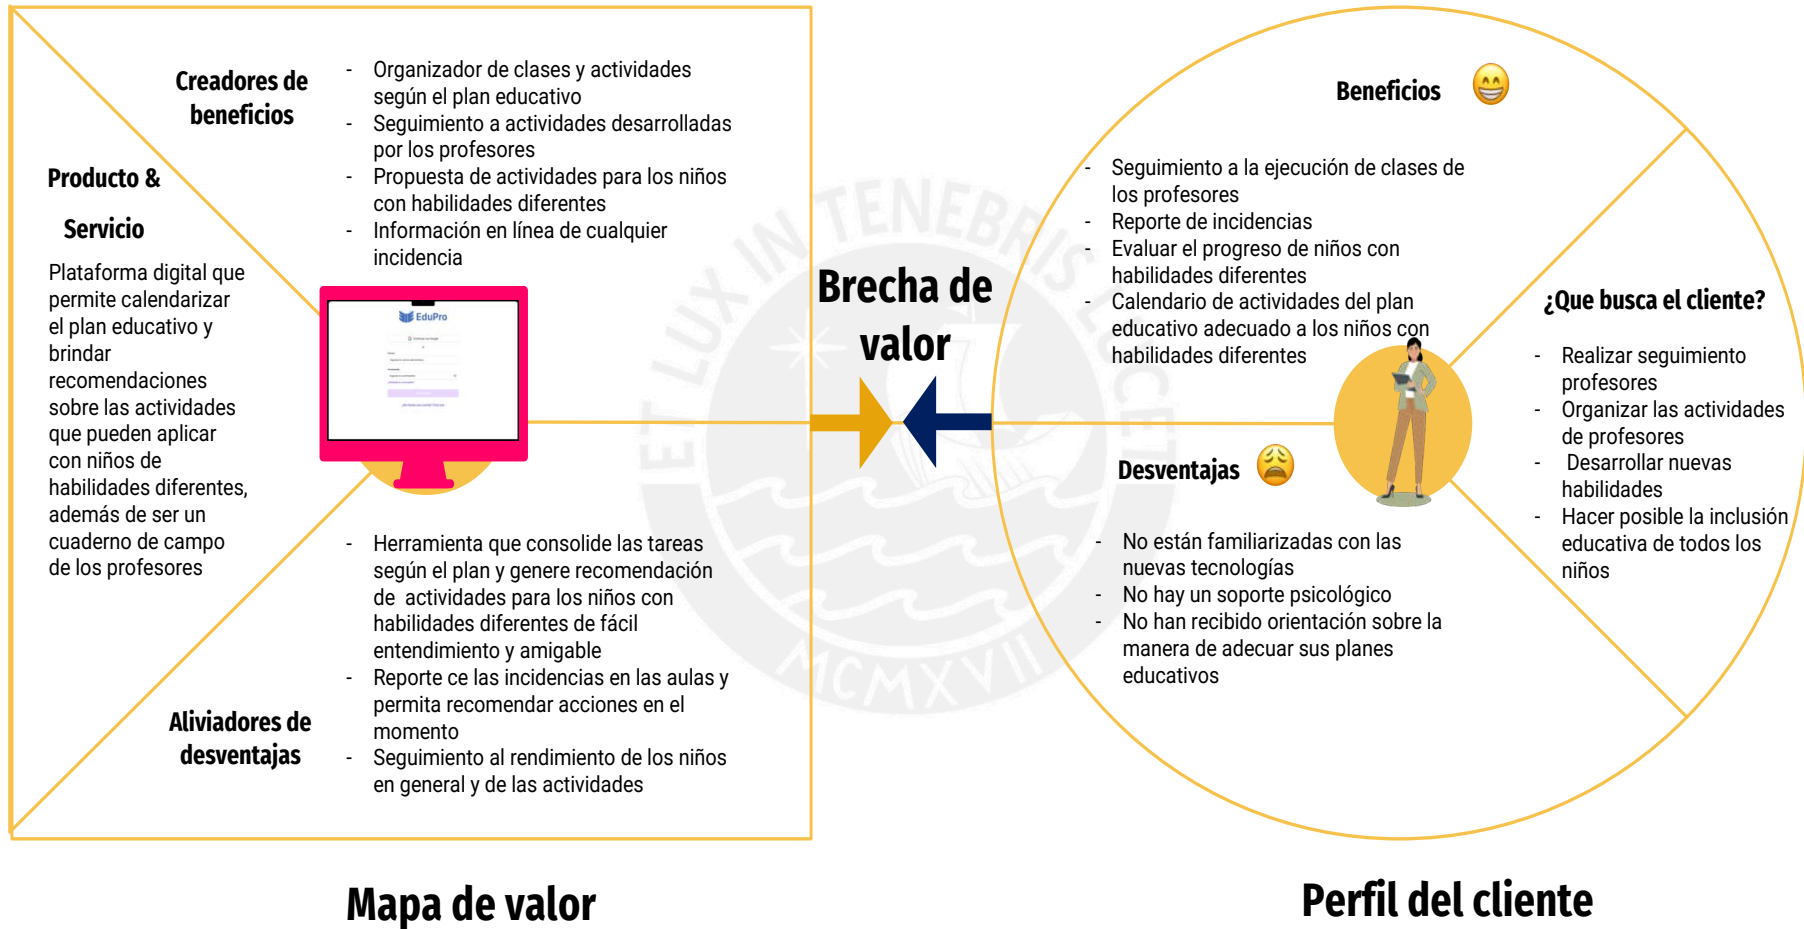 Creadores de
beneficios
- Organizador de clases y actividades
según el plan educativo
- Seguimiento a actividades desarrolladas
por los profesores
- Propuesta de actividades para los niños
con habilidades diferentes
- Información en línea de cualquier
incidencia
Producto &
Servicio
Plataforma digital que
permite calendarizar
el plan educativo y
brindar
recomendaciones
sobre las actividades
que pueden aplicar
con niños de
habilidades diferentes,
además de ser un
cuaderno de campo
de los profesores
EduPro
Aliviadores de
desventajas
- Herramienta que consolide las tareas
según el plan y genere recomendación
de actividades para los niños con
habilidades diferentes de fácil
entendimiento y amigable
- Reporte ce las incidencias en las aulas y
permita recomendar acciones en el
momento
- Seguimiento al rendimiento de los niños
en general y de las actividades
Mapa de valor
Brecha de
valor
ET LUX IN TENEBRIS LUCET
MCMXVII
Beneficios
- Seguimiento a la ejecución de clases de
los profesores
- Reporte de incidencias
- Evaluar el progreso de niños con
habilidades diferentes
- Calendario de actividades del plan
educativo adecuado a los niños con
habilidades diferentes
¿Que busca el cliente?
- Realizar seguimiento
profesores
- Organizar las actividades
de profesores
- Desarrollar nuevas
habilidades
- Hacer posible la inclusión
educativa de todos los
niños
Desventajas
- No están familiarizadas con las
nuevas tecnologías
- No hay un soporte psicológico
- No han recibido orientación sobre la
manera de adecuar sus planes
educativos
Perfil del cliente